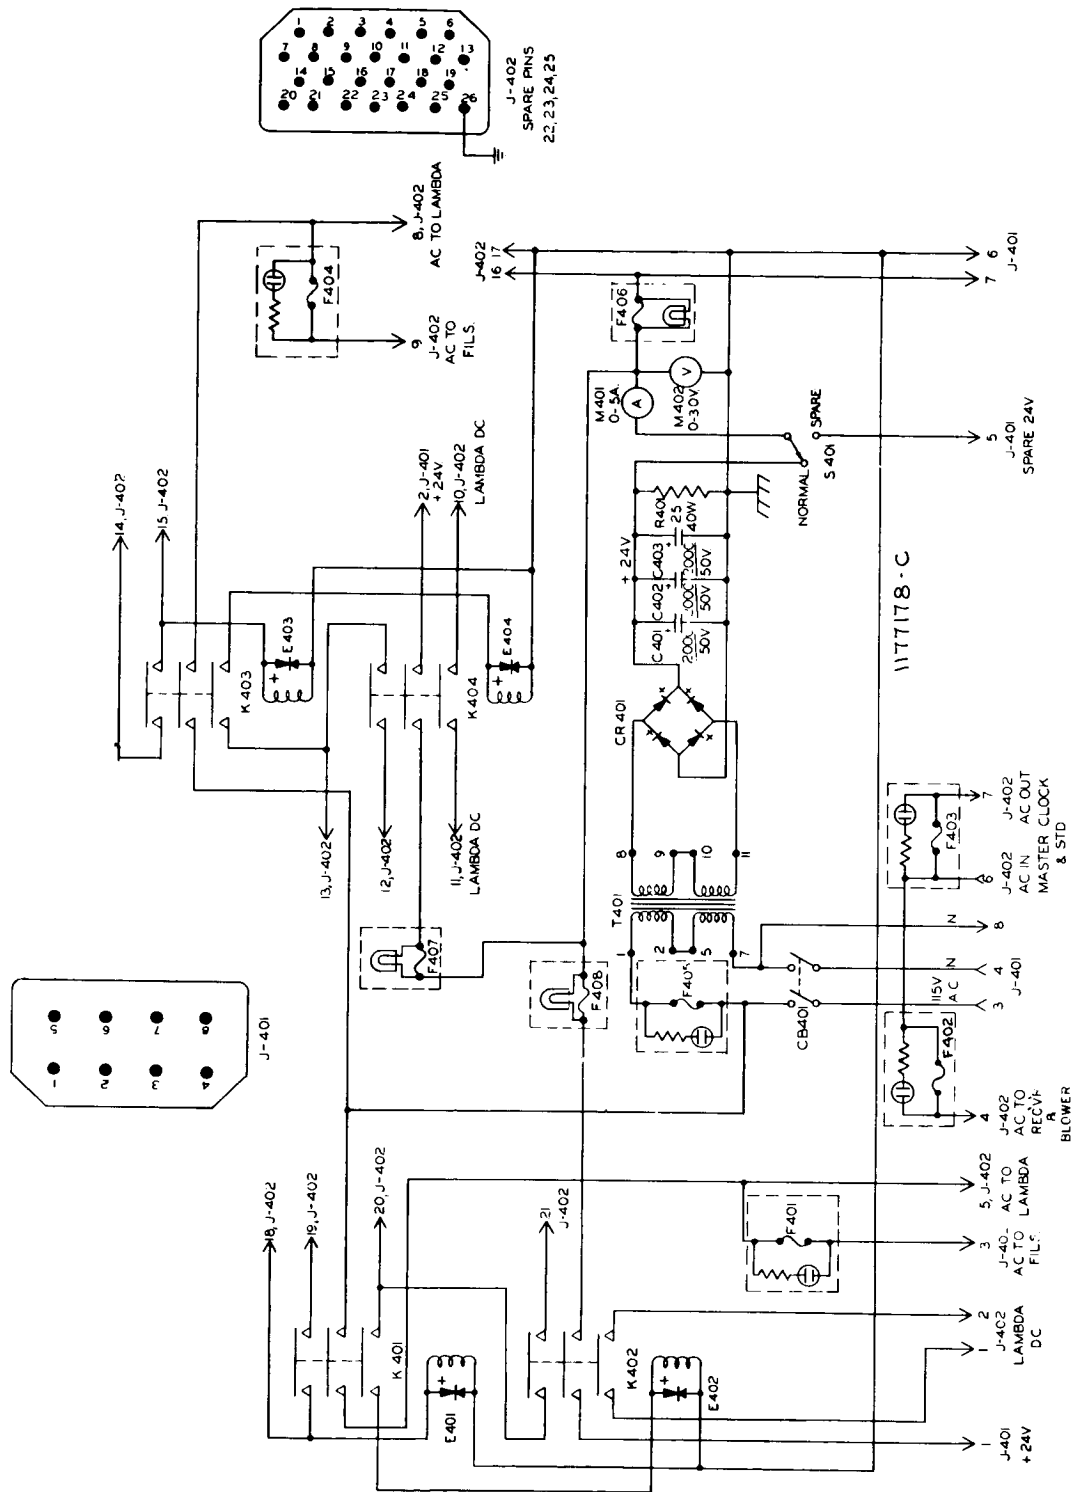 1 2 3 4 5 6
7 8 9 10 11 12 13
14 15 16 17 18 19
20 21 22 23 24 25 26
J-402
SPARE PINS
22,23,24,25
8, J-402
AC TO LAMBDA
F404
9
J-402
AC TO
FILS.
J-402
16 17
6
7
J-401
F406
M401
0-5A.
A
M402
0-30V
V
SPARE
S401
NORMAL
5
J-401
SPARE 24V
14, J-402
15 J-402
K403
+
E403
2, J-401
+24V
10, J-402
LAMBDA DC
K404
+
E404
13, J-402
12, J-402
11, J-402
LAMBDA DC
+24V
R401
25
40W
C403
+
50V
C402
+
50V
C401
+
50V
CR401
1177178-C
T401
8
9
10
11
1
2
5
7
F407
F408
F405
CB401
115V
AC
N
N
8
4
3
J-401
F403
7
J-402
AC OUT
6
J-402
AC IN
MASTER CLOCK
& STD
F402
4
J-402
AC TO
BLOWER
5 6 7 8
1 2 3 4
J-401
18, J-402
19, J-402
20, J-402
K401
+
E401
21
J-402
K402
+
E402
5, J-402
AC TO
LAMBDA
F401
3
AC TO
FILS.
2
1
J-402
LAMBDA
DC
1
J-401
+24V